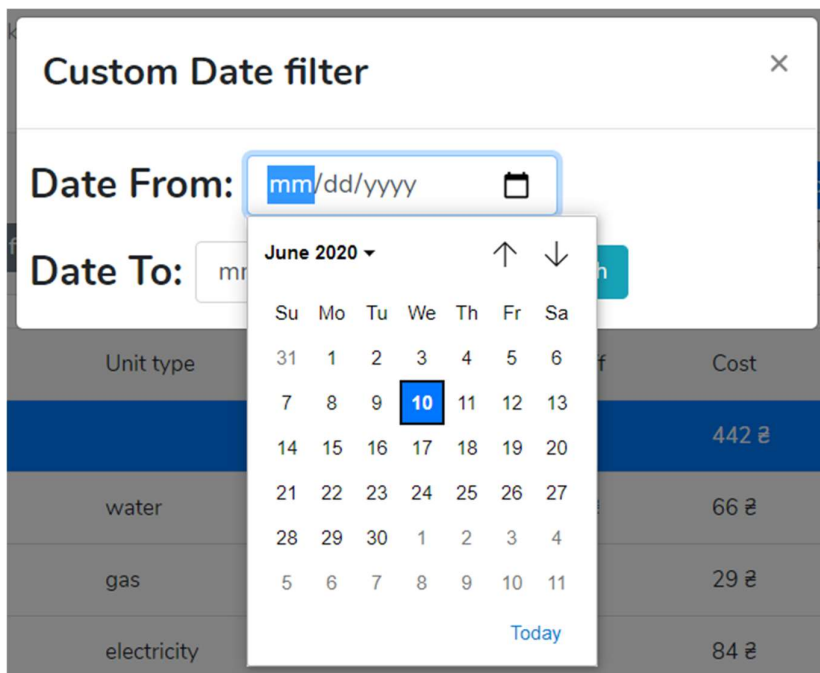 Custom Date filter ×
Date From: mm/dd/yyyy
June 2020
Date To:
Su Mo Tu We Th Fr Sa
31 1 2 3 4 5 6
7 8 9 10 11 12 13
14 15 16 17 18 19 20
21 22 23 24 25 26 27
28 29 30 1 2 3 4
5 6 7 8 9 10 11
Today
Unit type Cost
442 ₴
water 66 ₴
gas 29 ₴
electricity 84 ₴